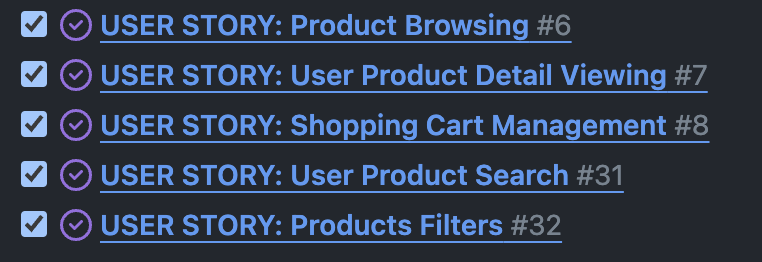 USER STORY: Product Browsing #6
USER STORY: User Product Detail Viewing #7
USER STORY: Shopping Cart Management #8
USER STORY: User Product Search #31
USER STORY: Products Filters #32